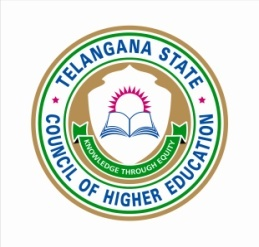 TELANGANA STATE
COUNCIL OF HIGHER EDUCATION
KNOWLEDGE THROUGH EQUITY